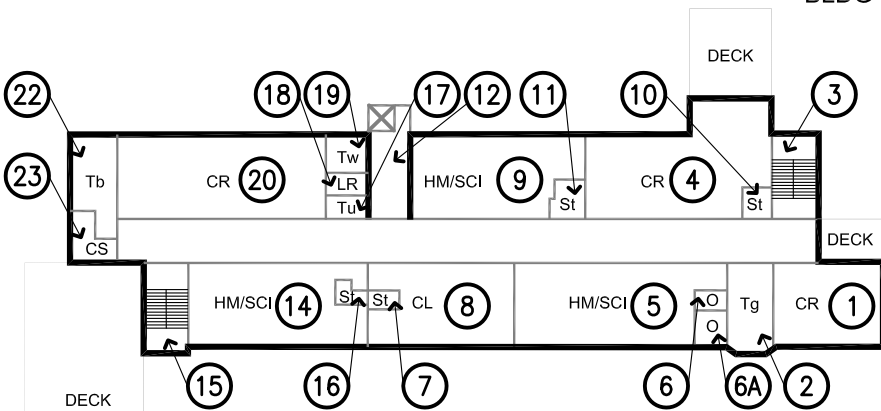 DECK
22
18
19
17
12
11
10
3
Tw
CR
20
LR
HM/SCI
9
CR
4
23
Tb
Tu
St
St
CS
DECK
HM/SCI
14
St
St
8
CL
HM/SCI
5
O
Tg
CR
1
O
15
16
7
6
6A
2
DECK